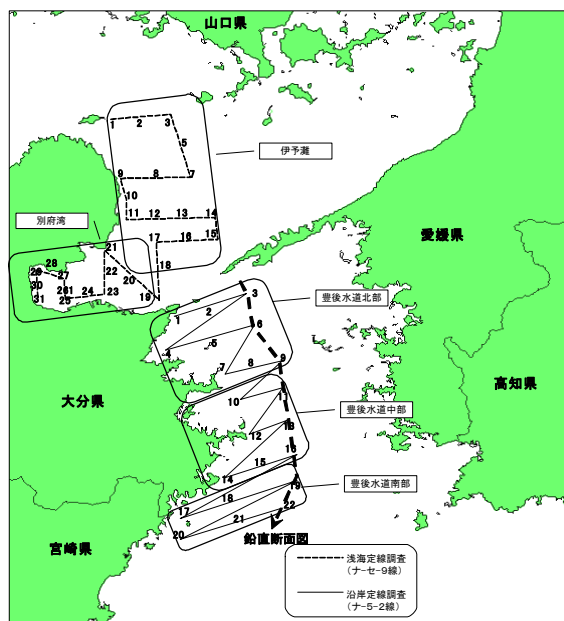 山口県
1 2 3
5
伊予灘
9 8 7
10
11 12 13 14
別府湾
17 16 15
愛媛県
21
18
28
29 27
22 20
30
24 23
31 25
19
豊後水道北部
3
2
1
6
5
4
9
8
7
高知県
大分県
10
11
豊後水道中部
13
12
15
14
豊後水道南部
19
18
17
22
21
20
鉛直断面図
宮崎県
浅海定線調査
(ナ-セ-9線)
沿岸定線調査
(ナ-5-2線)